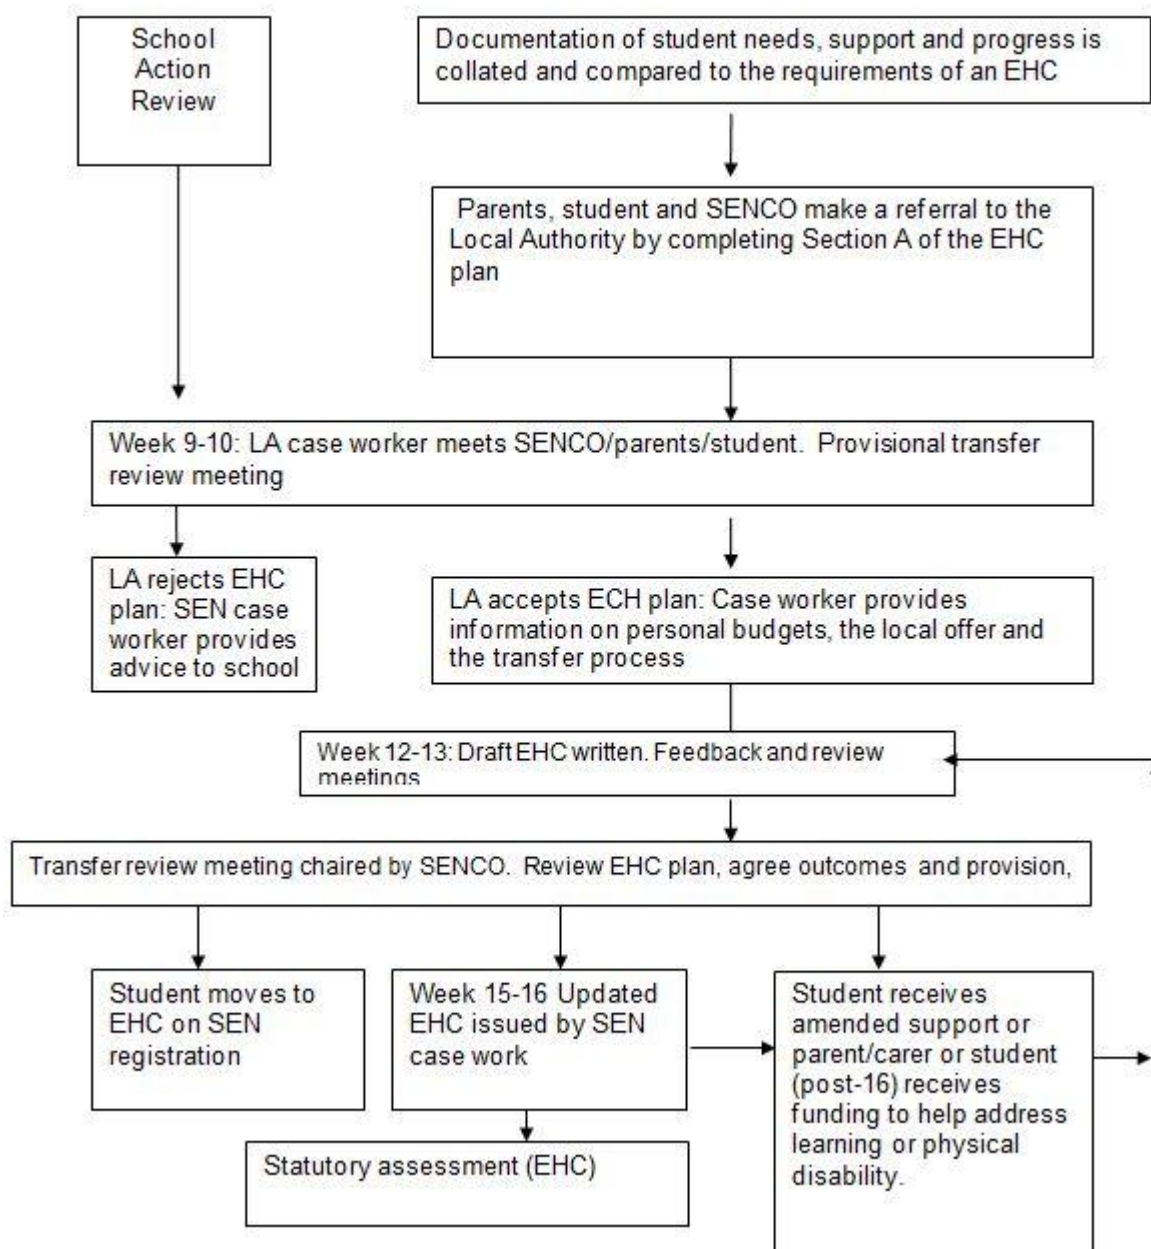 School
Action
Review
Documentation of student needs, support and progress is
collated and compared to the requirements of an EHC
Parents, student and SENCO make a referral to the
Local Authority by completing Section A of the EHC
plan
Week 9-10: LA case worker meets SENCO/parents/student. Provisional transfer
review meeting
LA rejects EHC
plan: SEN case
worker provides
advice to school
LA accepts ECH plan: Case worker provides
information on personal budgets, the local offer and
the transfer process
Week 12-13: Draft EHC written. Feedback and review
meetings
Transfer review meeting chaired by SENCO. Review EHC plan, agree outcomes and provision,
Student moves to
EHC on SEN
registration
Week 15-16 Updated
EHC issued by SEN
case work
Student receives
amended support or
parent/carer or student
(post-16) receives
funding to help address
learning or physical
disability.
Statutory assessment (EHC)